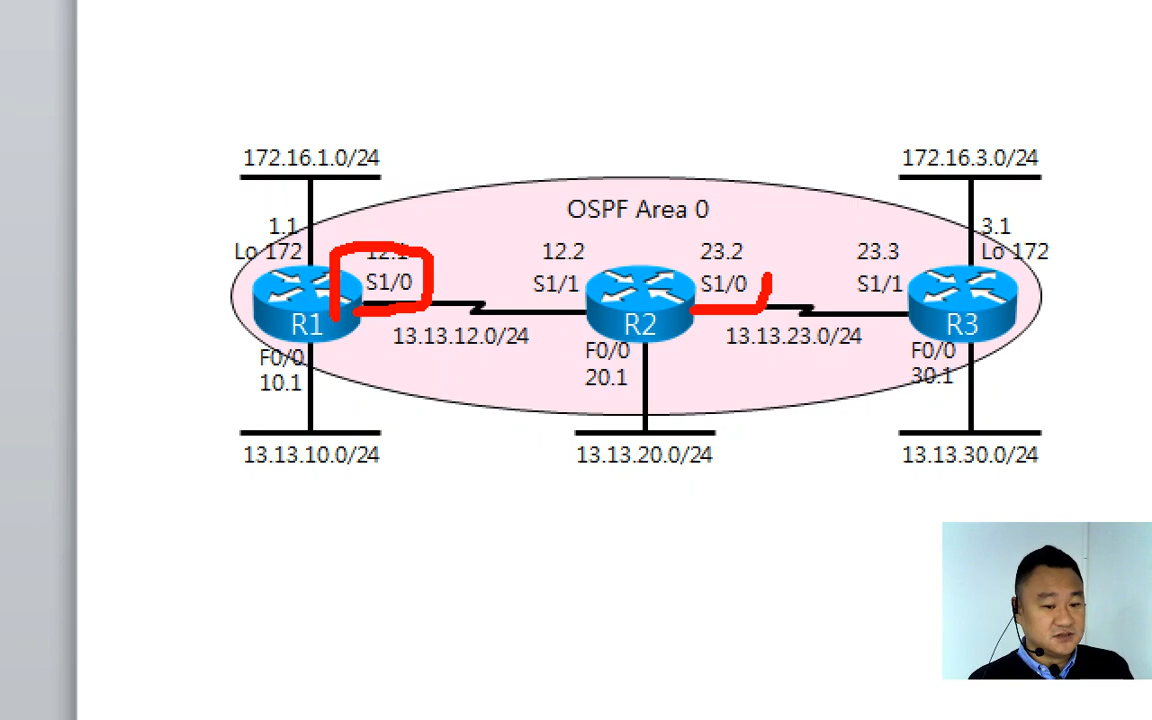 172.16.1.0/24
172.16.3.0/24
OSPF Area 0
1.1
3.1
Lo 172
12.1
12.2
23.2
23.3
Lo 172
S1/0
S1/1
S1/0
S1/1
R1
R2
R3
13.13.12.0/24
13.13.23.0/24
F0/0
F0/0
F0/0
10.1
20.1
30.1
13.13.10.0/24
13.13.20.0/24
13.13.30.0/24